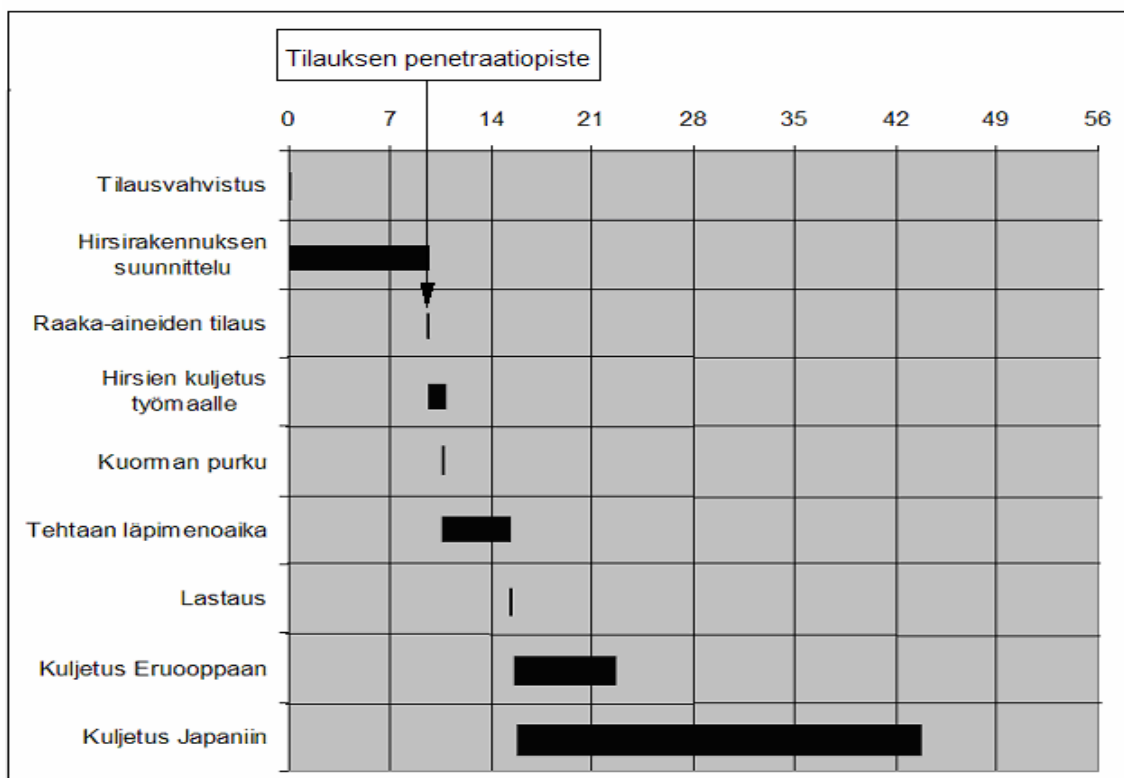 Tilauksen penetraatiopiste
0 7 14 21 28 35 42 49 56
Tilausvahvistus
Hirsirakennuksen
suunnittelu
Raaka-aineiden tilaus
Hirsien kuljetus
työmaalle
Kuorman purku
Tehtaan läpimenoaika
Lastaus
Kuljetus Eruooppaan
Kuljetus Japaniin